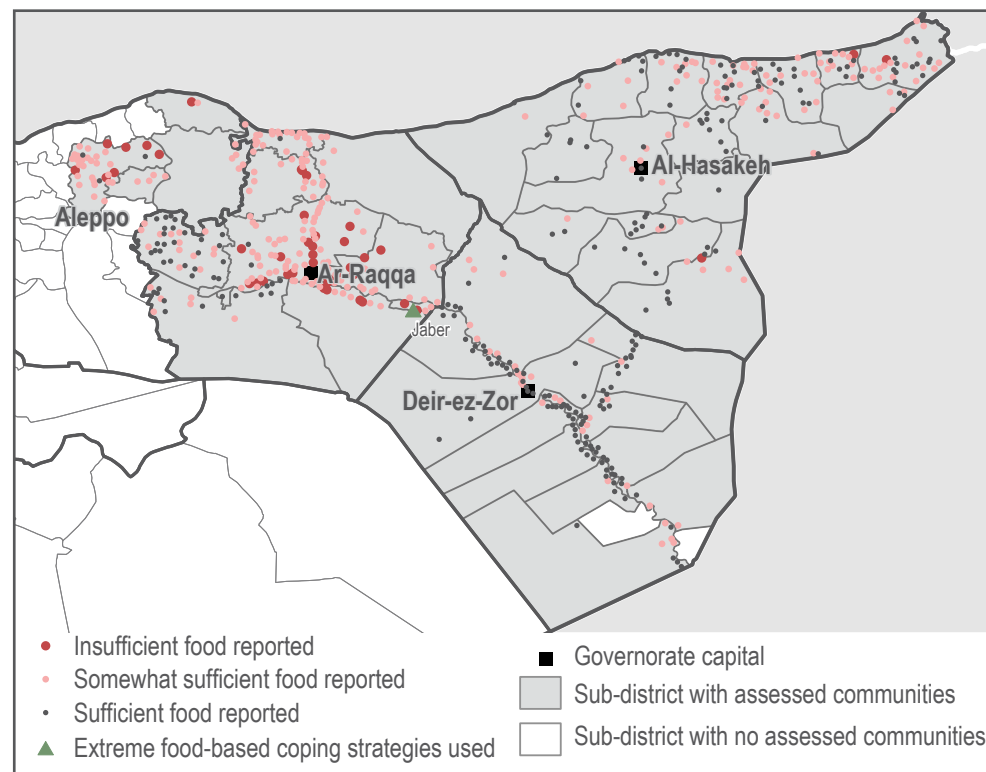 Al-Hasakeh
Aleppo
Ar-Raqqa
Jaber
Deir-ez-Zor
Insufficient food reported
Somewhat sufficient food reported
Sufficient food reported
Extreme food-based coping strategies used
Governorate capital
Sub-district with assessed communities
Sub-district with no assessed communities